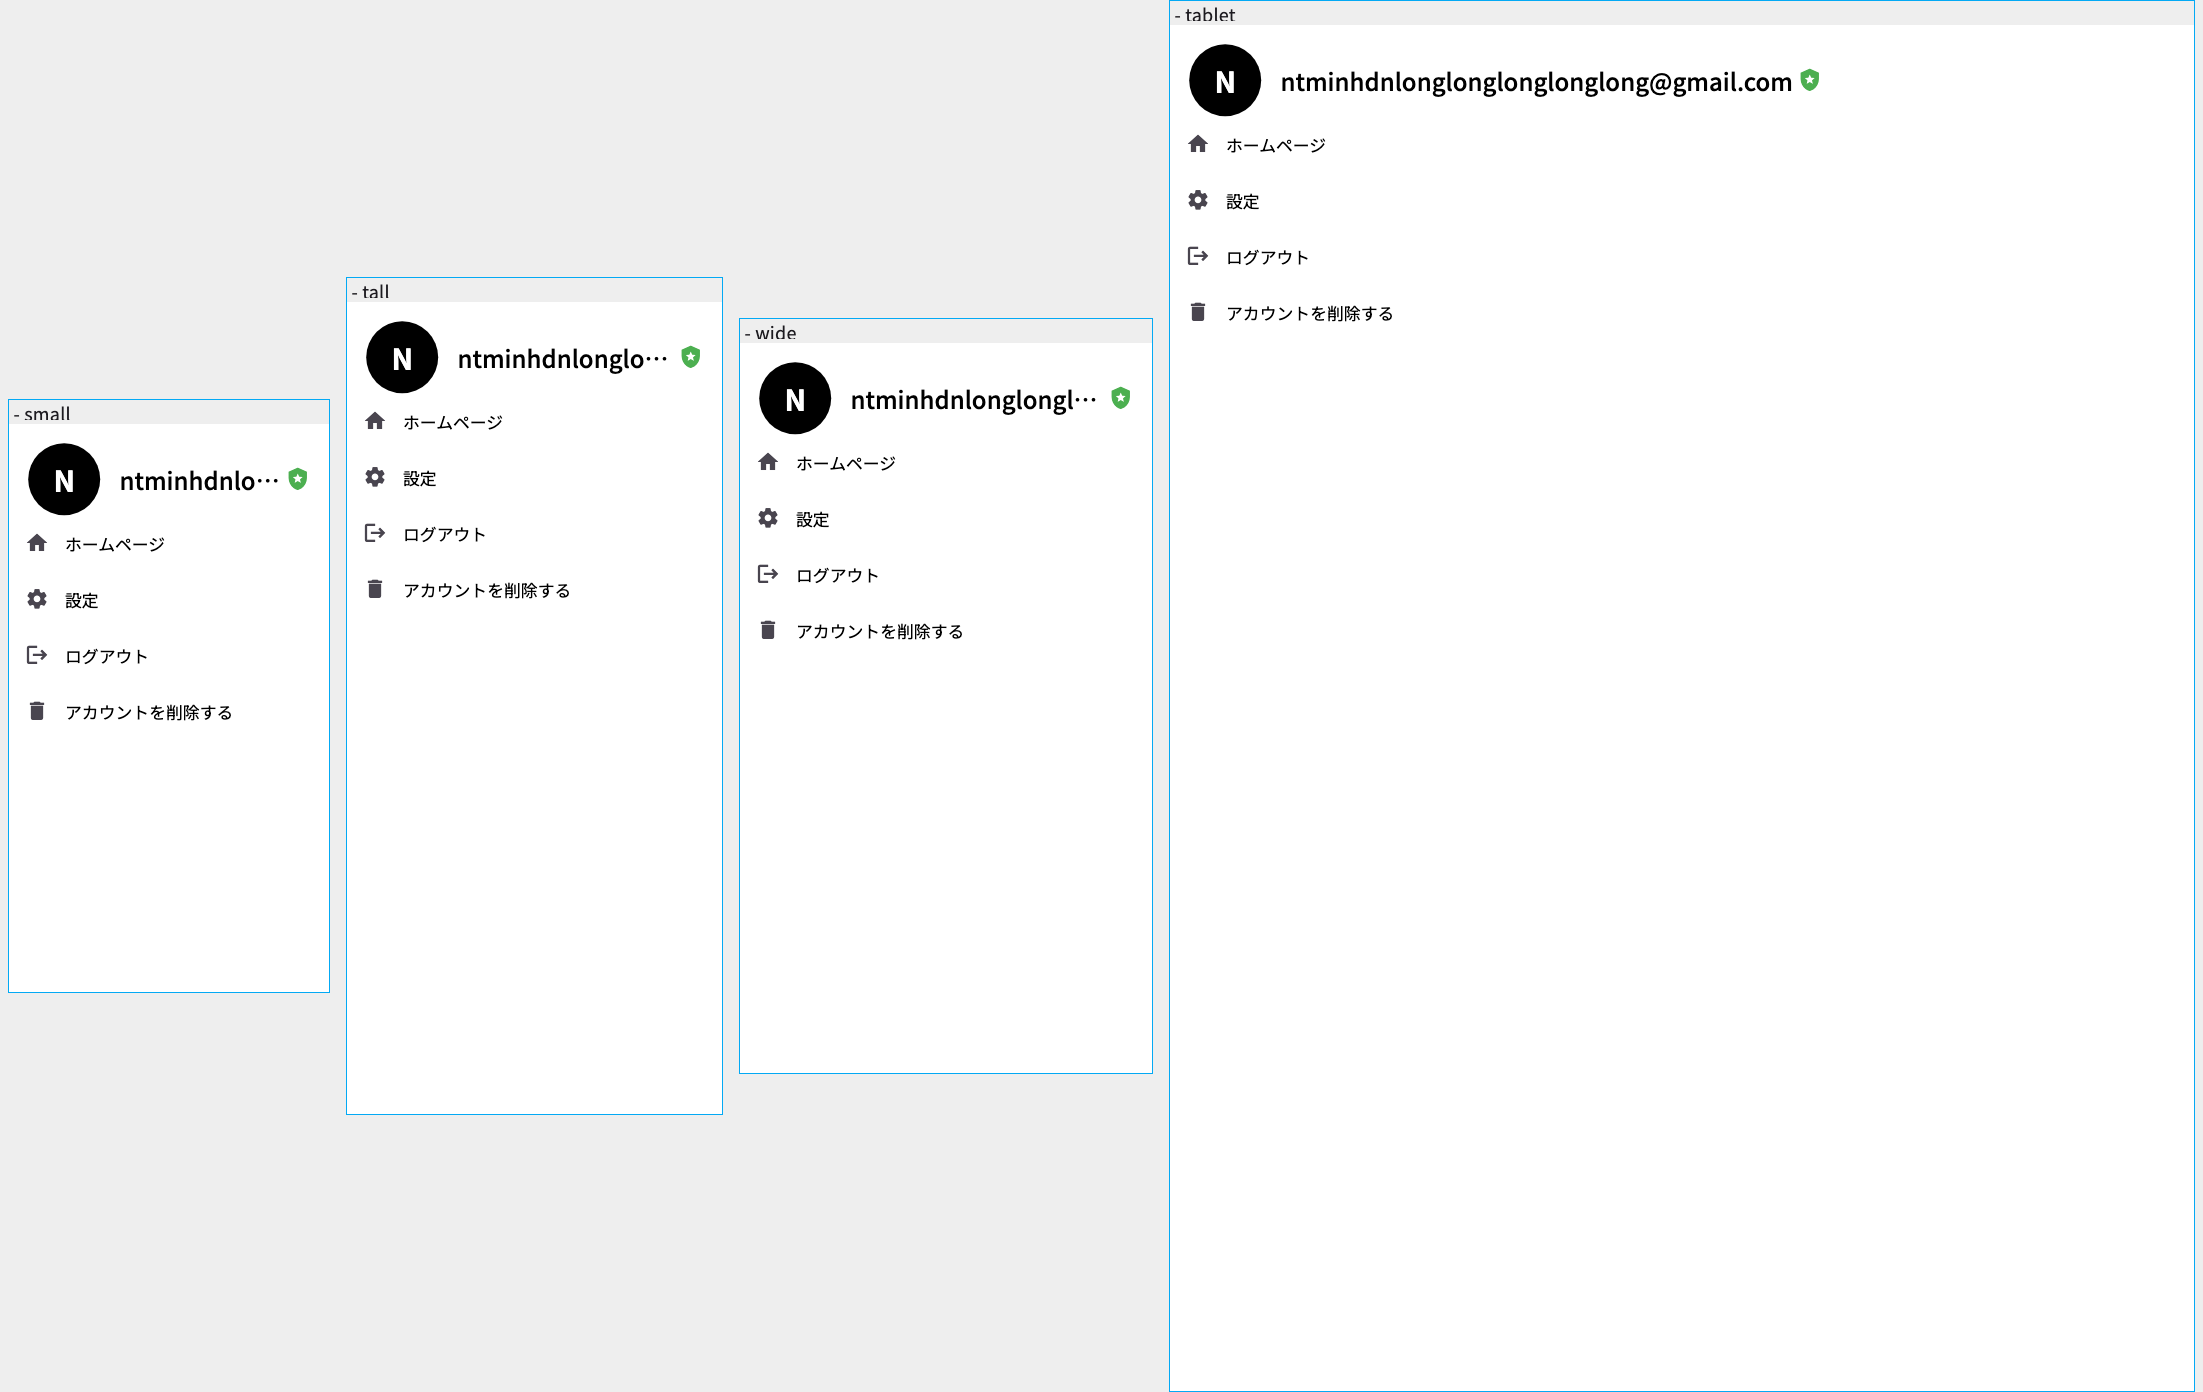 - small
N
ntminhdnlo…
ホームページ
設定
ログアウト
アカウントを削除する
- tall
N
ntminhdnlonglo…
ホームページ
設定
ログアウト
アカウントを削除する
- wide
N
ntminhdnlonglongl…
ホームページ
設定
ログアウト
アカウントを削除する
- tablet
N
ntminhdnlonglonglonglonglong@gmail.com
ホームページ
設定
ログアウト
アカウントを削除する